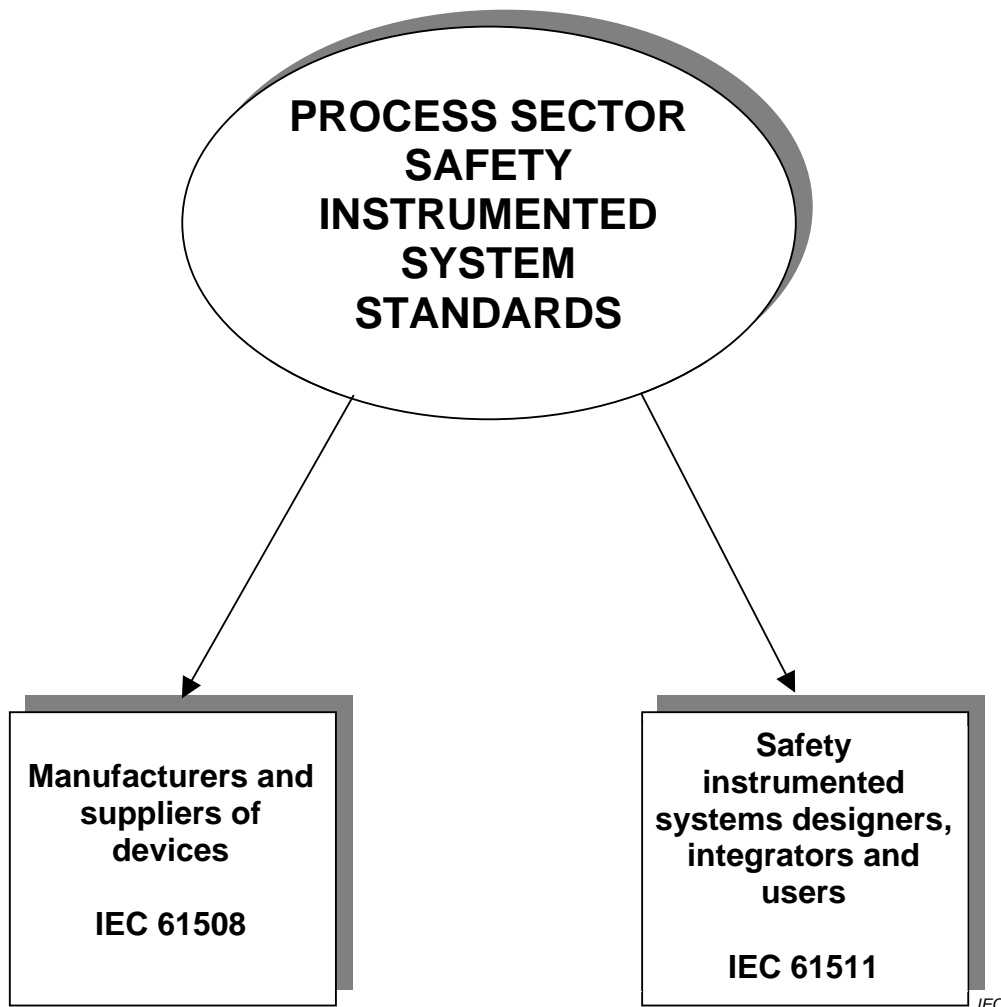 PROCESS SECTOR
SAFETY
INSTRUMENTED
SYSTEM
STANDARDS
Manufacturers and
suppliers of
devices
IEC 61508
Safety
instrumented
systems designers,
integrators and
users
IEC 61511
IEC